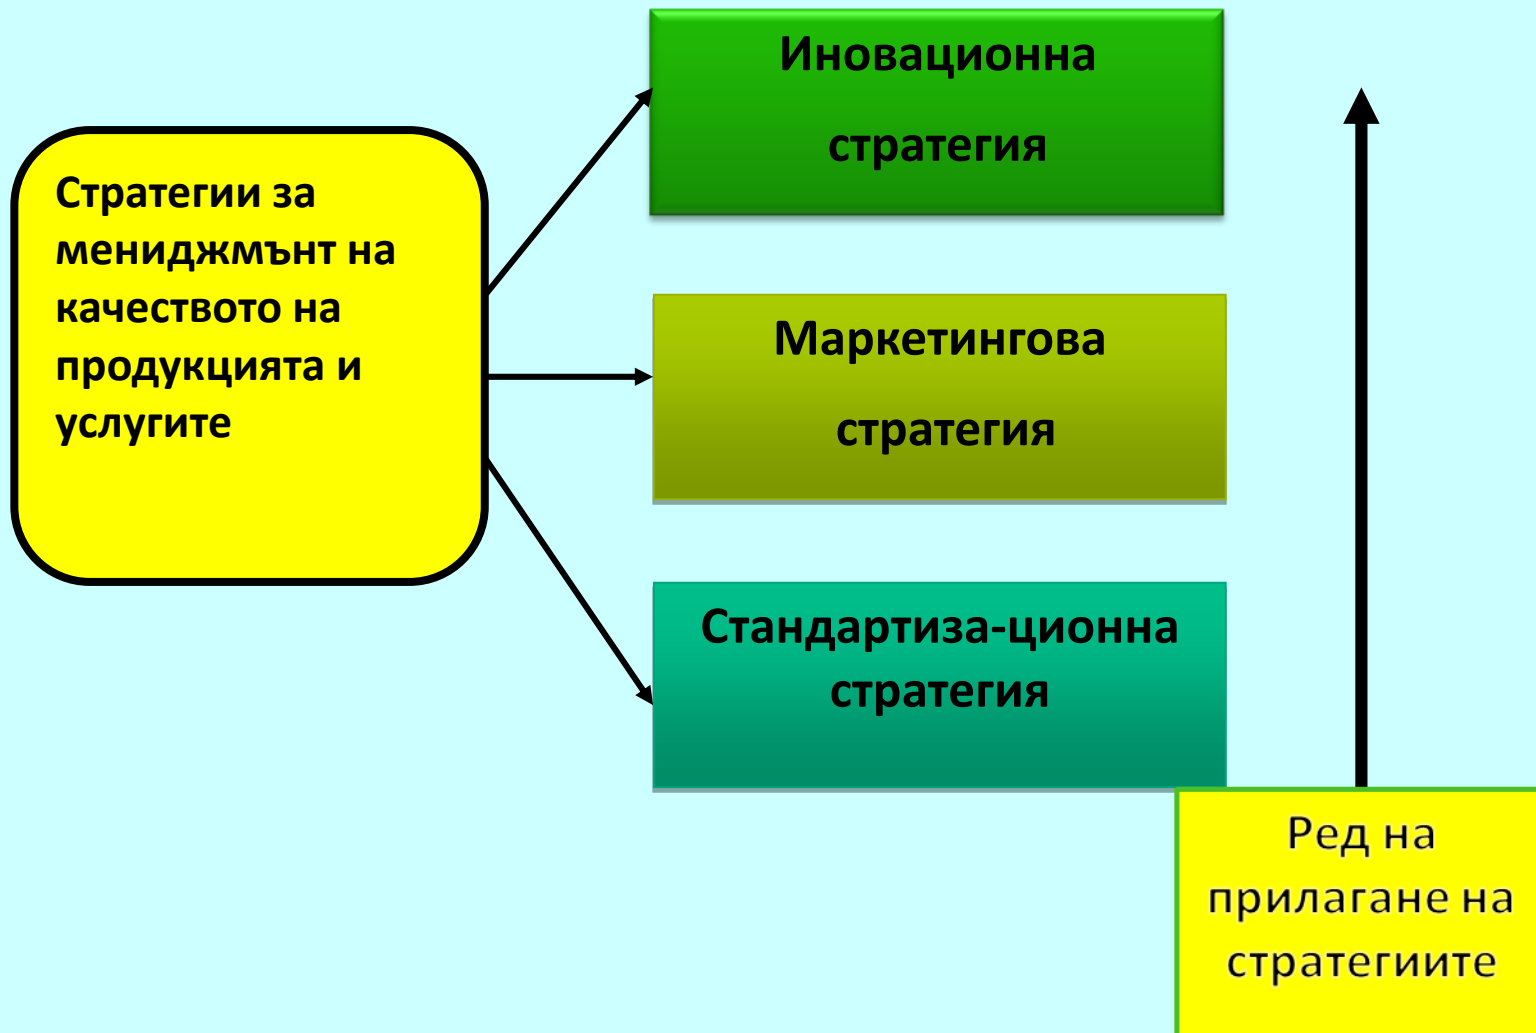 Стратегии за
мениджмънт на
качеството на
продукцията и
услугите
Иновационна
стратегия
Маркетингова
стратегия
Стандартиза-ционна
стратегия
Ред на
прилагане на
стратегиите